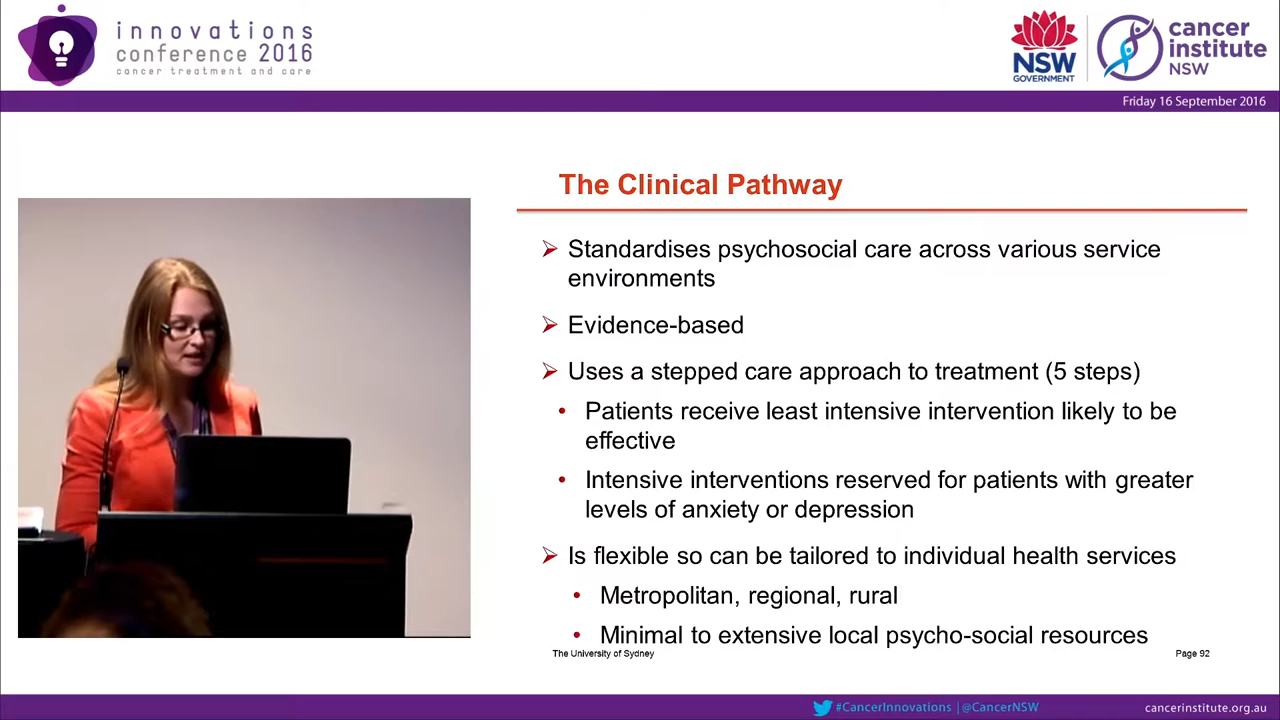 innovations
conference 2016
cancer treatment and care
NSW
GOVERNMENT
cancer
institute
NSW
Friday 16 September 2016
The Clinical Pathway
Standardises psychosocial care across various service
environments
Evidence-based
Uses a stepped care approach to treatment (5 steps)
Patients receive least intensive intervention likely to be
effective
Intensive interventions reserved for patients with greater
levels of anxiety or depression
Is flexible so can be tailored to individual health services
Metropolitan, regional, rural
Minimal to extensive local psycho-social resources
The University of Sydney
Page 92
#CancerInnovations | @CancerNSW
cancerinstitute.org.au